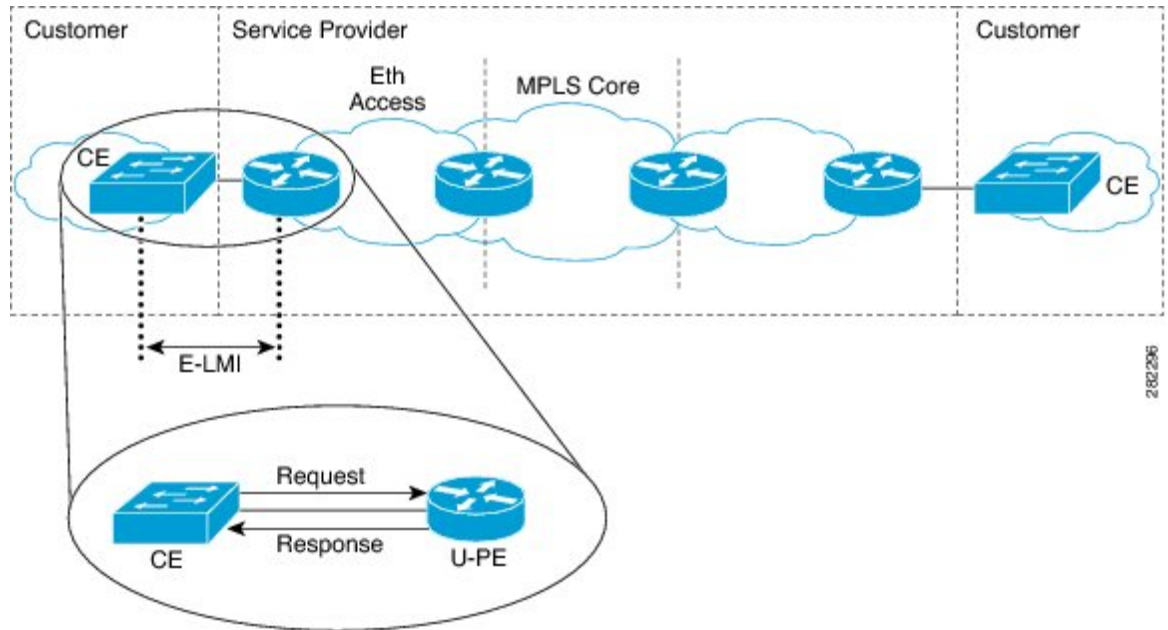 Customer
Service Provider
Customer
Eth
Access
MPLS Core
CE
CE
E-LMI
282296
Request
Response
CE
U-PE